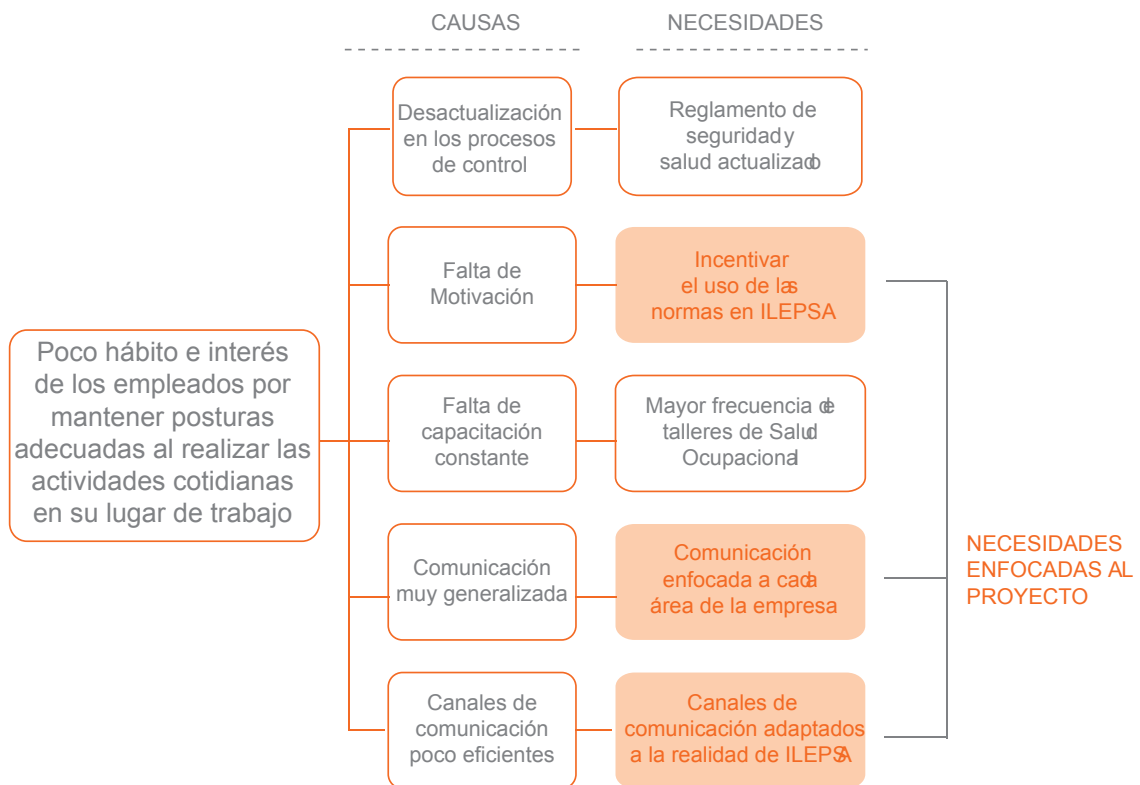 CAUSAS
NECESIDADES
Desactualización
en los procesos
de control
Reglamento de
seguridad y
salud actualizado
Falta de
Motivación
Incentivar
el uso de las
normas en ILEPSA
Poco hábito e interés
de los empleados por
mantener posturas
adecuadas al realizar las
actividades cotidianas
en su lugar de trabajo
Falta de
capacitación
constante
Mayor frecuencia de
talleres de Salud
Ocupacional
Comunicación
muy generalizada
Comunicación
enfocada a cada
área de la empresa
NECESIDADES
ENFOCADAS AL
PROYECTO
Canales de
comunicación
poco eficientes
Canales de
comunicación adaptados
a la realidad de ILEPSA